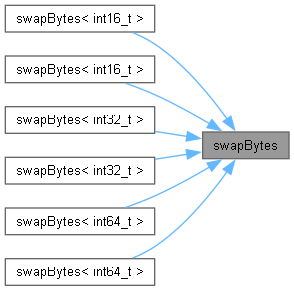 swapBytes< int16_t >
swapBytes< int16_t >
swapBytes< int32_t >
swapBytes
swapBytes< int32_t >
swapBytes< int64_t >
swapBytes< int64_t >